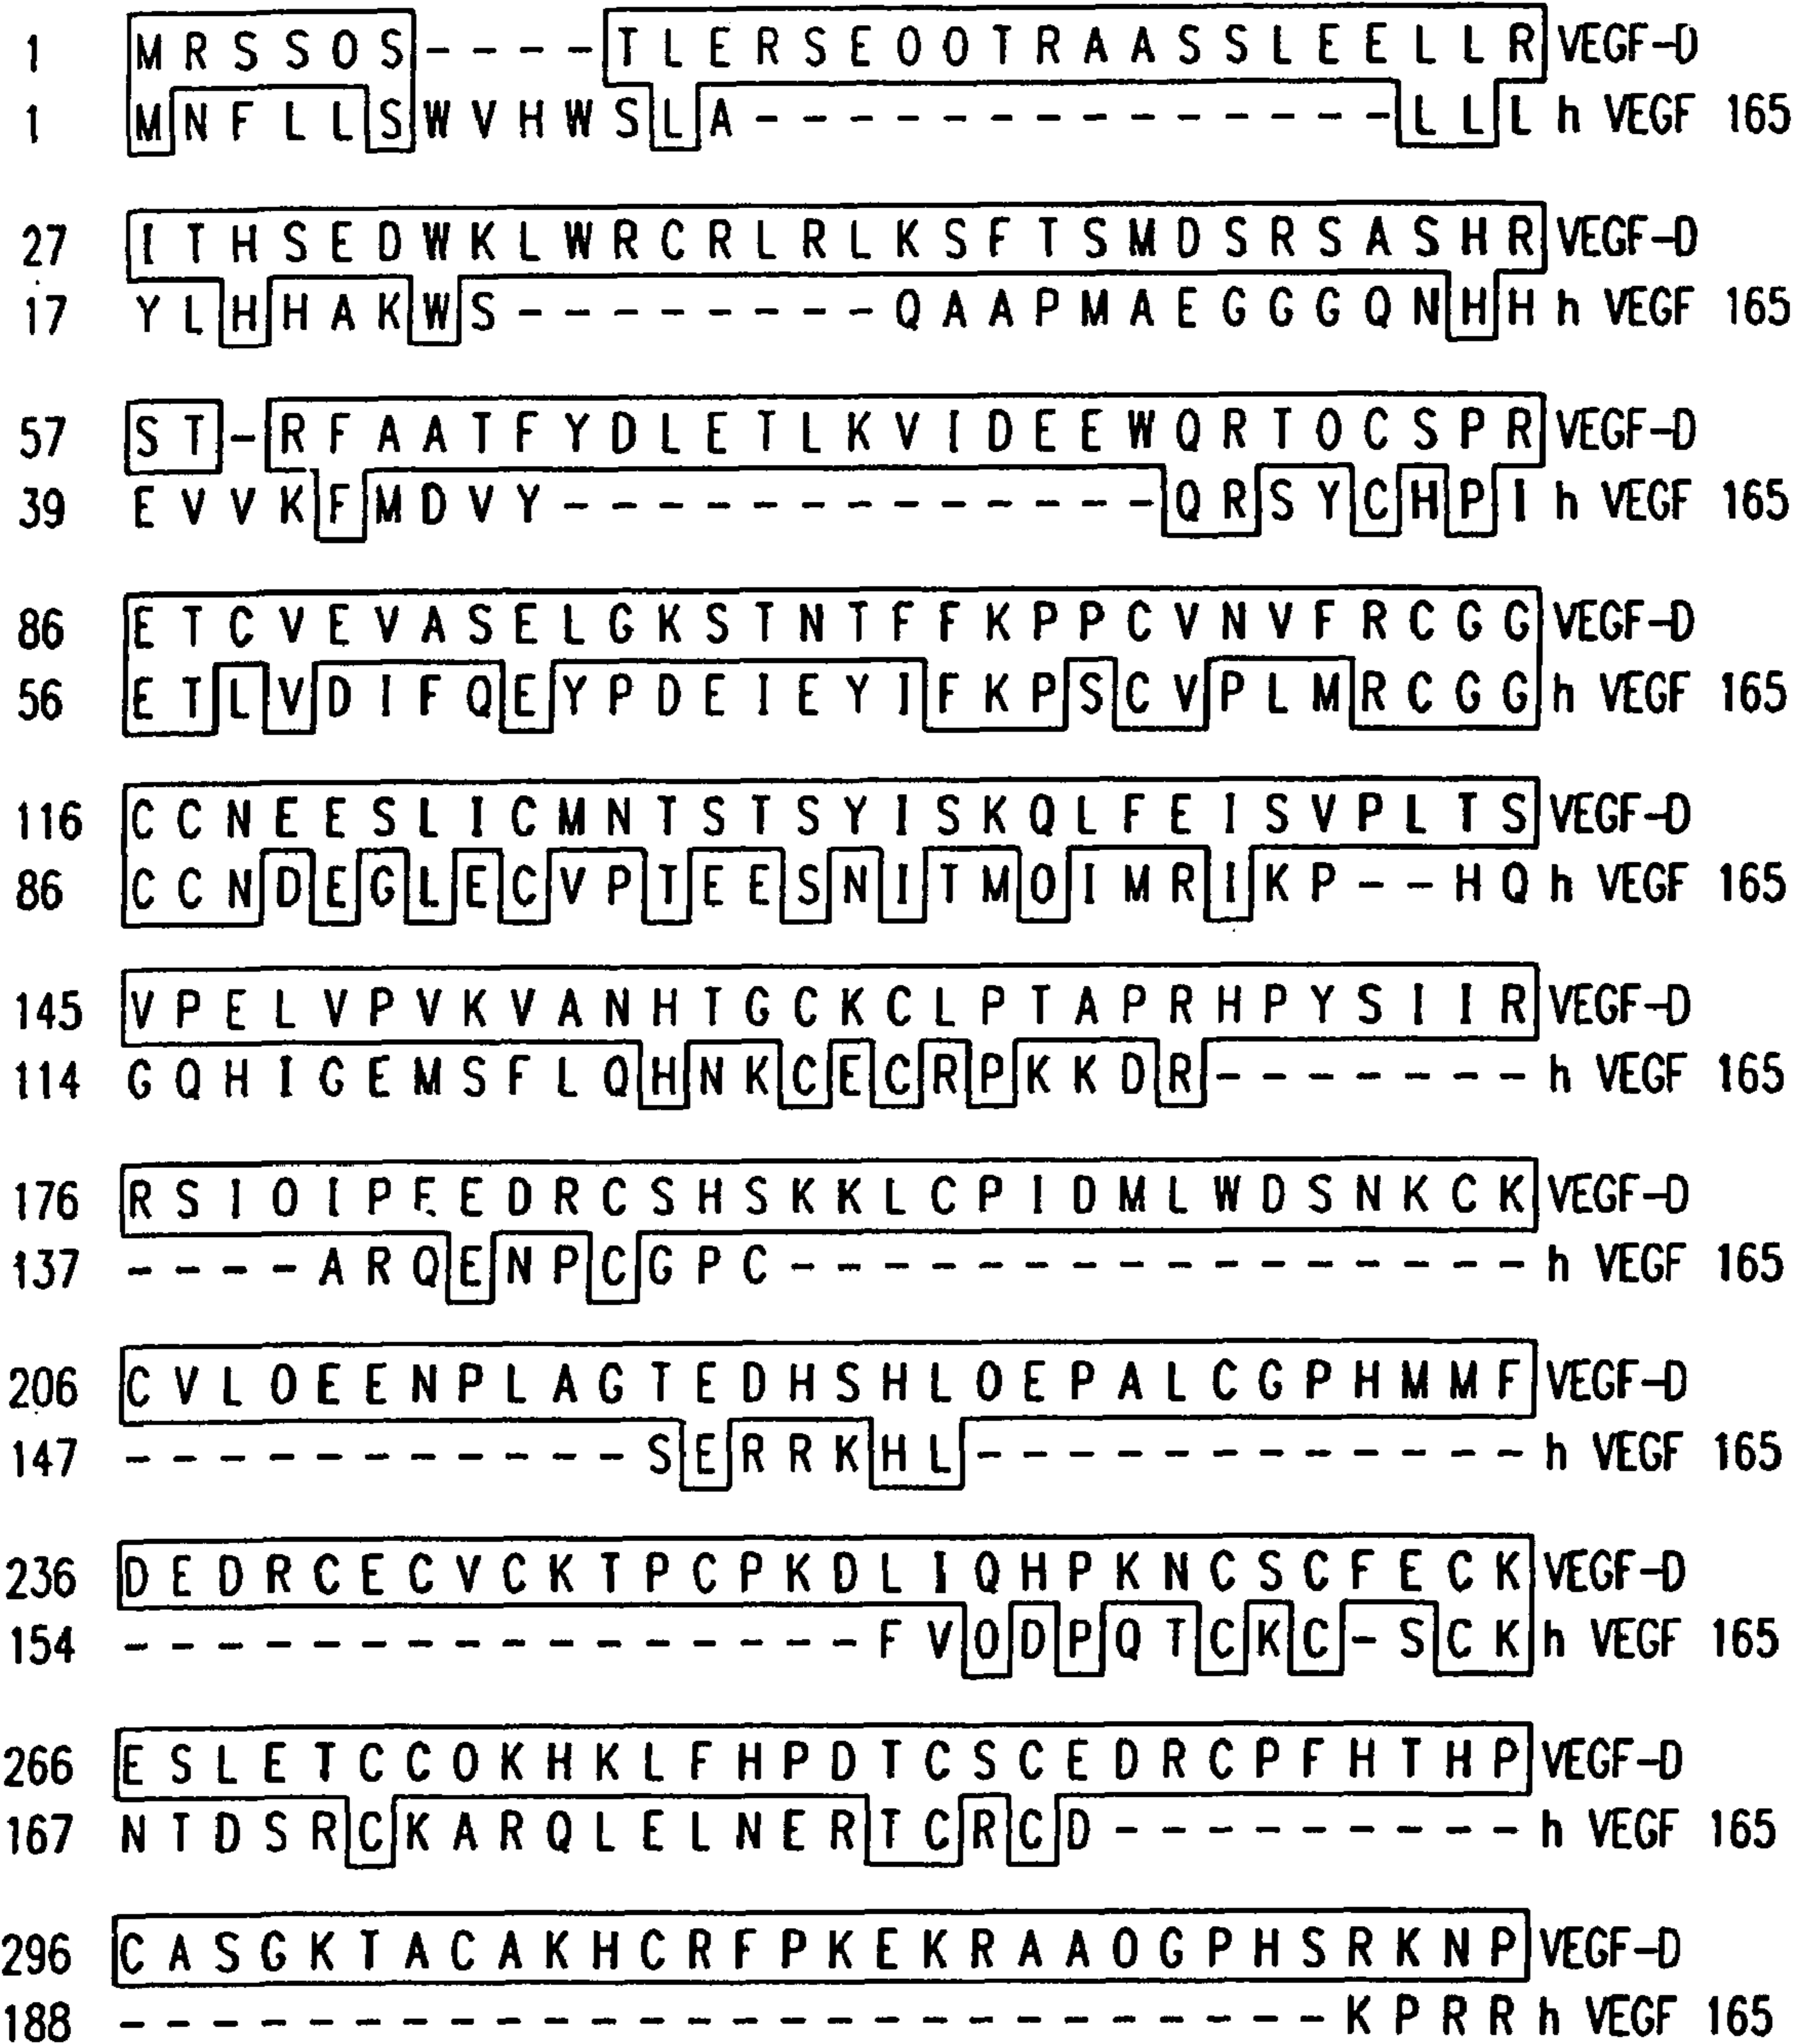 1 M R S S O S - - - - T L E R S E O O T R A A S S L E E L L R VEGF-D
1 M N F L L S W V H W S L A - - - - - - - - - - - - - - L L L h VEGF 165
27 I T H S E D W K L W R C R L R L K S F T S M D S R S A S H R VEGF-D
17 Y L H H A K W S - - - - - - - - Q A A P M A E G G G Q N H H h VEGF 165
57 S T - R F A A T F Y D L E T L K V I D E E W Q R T O C S P R VEGF-D
39 E V V K F M D V Y - - - - - - - - - - - - - Q R S Y C H P I h VEGF 165
86 E T C V E V A S E L G K S T N T F F K P P C V N V F R C G G VEGF-D
56 E T L V D I F Q E Y P D E I E Y I F K P S C V P L M R C G G h VEGF 165
116 C C N E E S L I C M N T S T S Y I S K Q L F E I S V P L T S VEGF-D
86 C C N D E G L E C V P T E E S N I T M O I M R I K P - - H Q h VEGF 165
145 V P E L V P V K V A N H T G C K C L P T A P R H P Y S I I R VEGF-D
114 G Q H I G E M S F L Q H N K C E C R P K K D R - - - - - - - h VEGF 165
176 R S I O I P E E D R C S H S K K L C P I D M L W D S N K C K VEGF-D
137 - - - - A R Q E N P C G P C - - - - - - - - - - - - - - - - h VEGF 165
206 C V L O E E N P L A G T E D H S H L O E P A L C G P H M M F VEGF-D
147 - - - - - - - - - - - S E R R K H L - - - - - - - - - - - - h VEGF 165
236 D E D R C E C V C K T P C P K D L I Q H P K N C S C F E C K VEGF-D
154 - - - - - - - - - - - - - - - - F V O D P Q T C K C - S C K h VEGF 165
266 E S L E T C C O K H K L F H P D T C S C E D R C P F H T H P VEGF-D
167 N T D S R C K A R Q L E L N E R T C R C D - - - - - - - - - h VEGF 165
296 C A S G K T A C A K H C R F P K E K R A A O G P H S R K N P VEGF-D
188 - - - - - - - - - - - - - - - - - - - - - - - - - - K P R R h VEGF 165